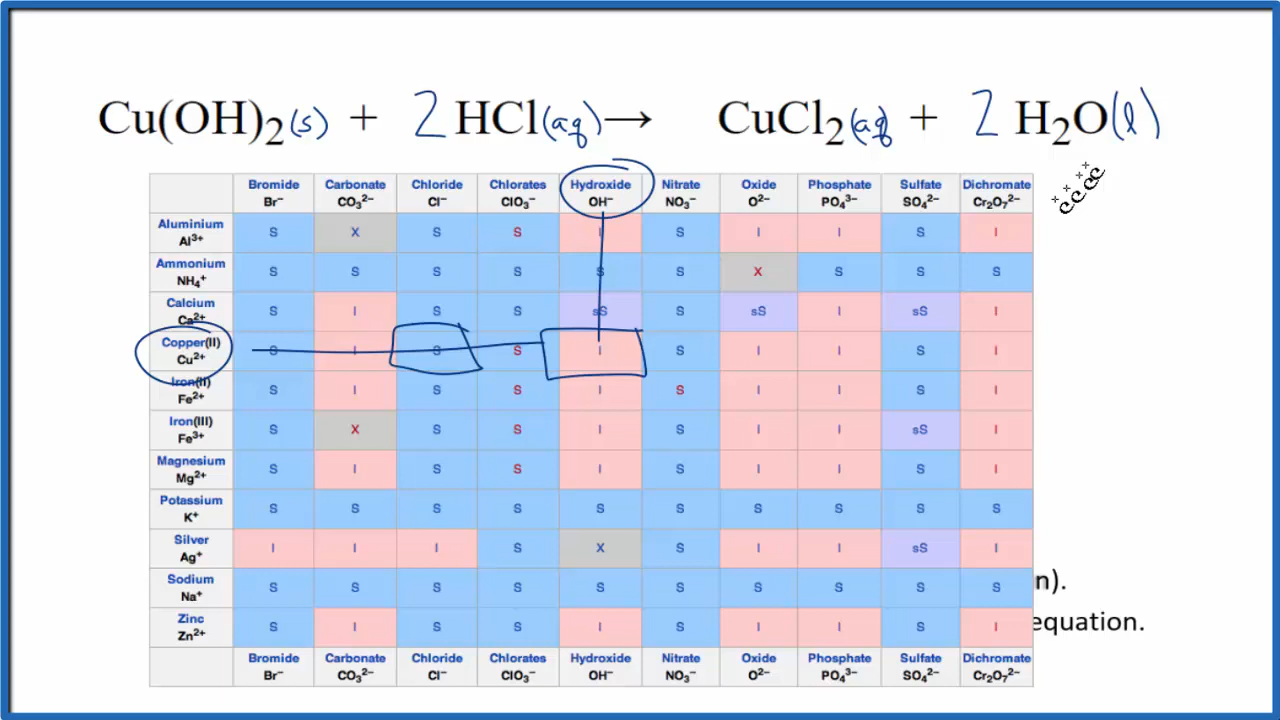 Cu(OH)₂(s) + 2 HCl(aq) → CuCl₂(aq) + 2 H₂O(l)
Bromide Carbonate Chloride Chlorates Hydroxide Nitrate Oxide Phosphate Sulfate Dichromate
Br⁻ CO₃²⁻ Cl⁻ ClO₃⁻ OH⁻ NO₃⁻ O²⁻ PO₄³⁻ SO₄²⁻ Cr₂O₇²⁻
Aluminium
Al³⁺ S X S S I S I I S I
Ammonium
NH₄⁺ S S S S S S X S S S
Calcium
Ca²⁺ S I S S sS S sS I sS I
Copper(II)
Cu²⁺ S I S S I S I I S I
Iron(II)
Fe²⁺ S I S S I S I I S I
Iron(III)
Fe³⁺ S X S S I S I I sS I
Magnesium
Mg²⁺ S I S S I S I I S I
Potassium
K⁺ S S S S S S S S S S
Silver
Ag⁺ I I I S X S I I sS I
Sodium
Na⁺ S S S S S S S S S S
Zinc
Zn²⁺ S I S S I S I I S I
Bromide Carbonate Chloride Chlorates Hydroxide Nitrate Oxide Phosphate Sulfate Dichromate
Br⁻ CO₃²⁻ Cl⁻ ClO₃⁻ OH⁻ NO₃⁻ O²⁻ PO₄³⁻ SO₄²⁻ Cr₂O₇²⁻
n).
equation.